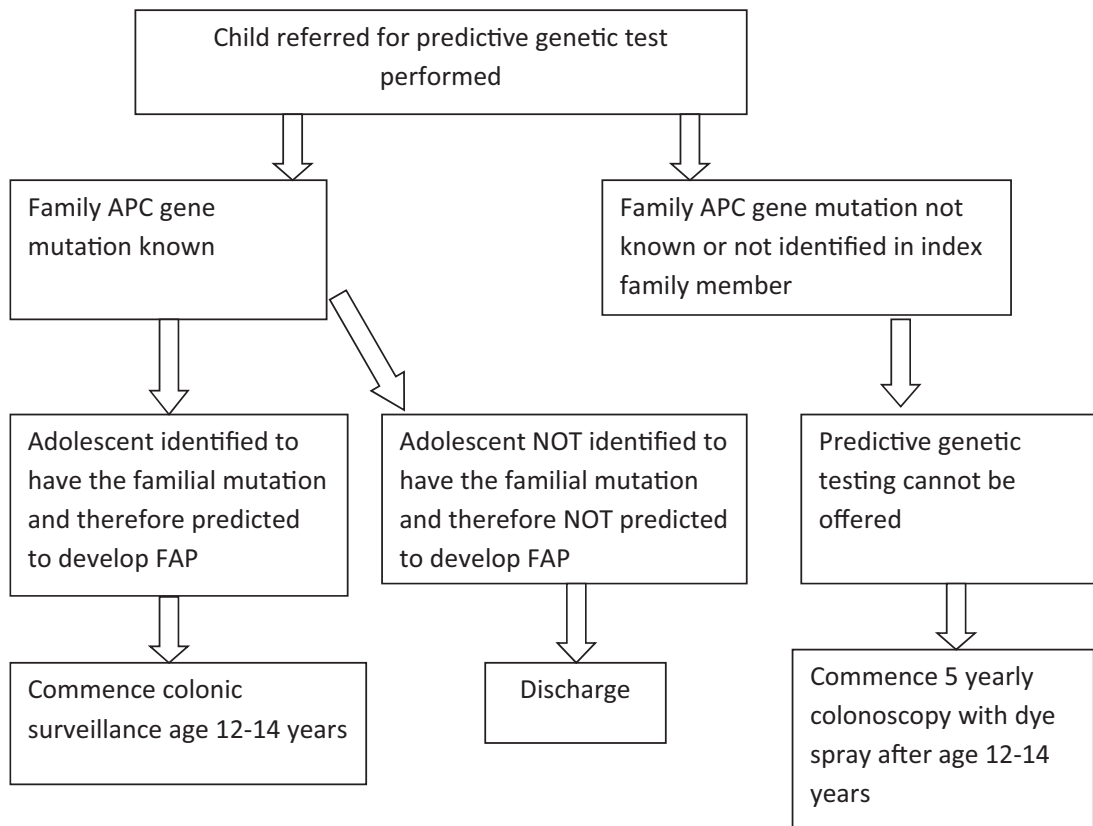 Child referred for predictive genetic test
performed
Family APC gene
mutation known
Family APC gene mutation not
known or not identified in index
family member
Adolescent identified to
have the familial mutation
and therefore predicted
to develop FAP
Adolescent NOT identified to
have the familial mutation
and therefore NOT predicted
to develop FAP
Predictive genetic
testing cannot be
offered
Commence colonic
surveillance age 12-14 years
Discharge
Commence 5 yearly
colonoscopy with dye
spray after age 12-14
years